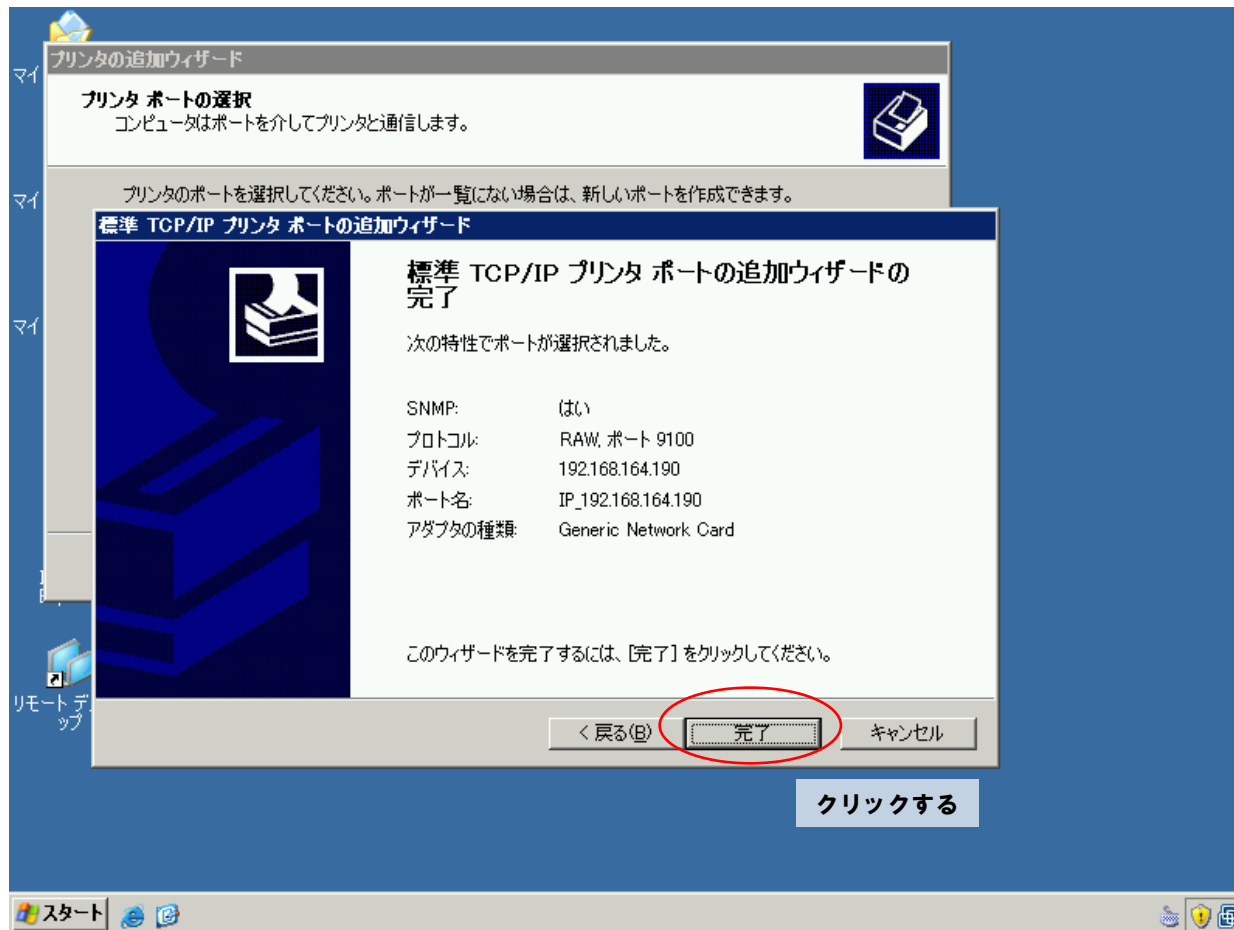 プリンタの追加ウィザード
マイ
プリンタ ポートの選択
コンピュータはポートを介してプリンタと通信します。
マイ
プリンタのポートを選択してください。ポートが一覧にない場合は、新しいポートを作成できます。
標準 TCP/IP プリンタ ポートの追加ウィザード
標準 TCP/IP プリンタ ポートの追加ウィザードの
完了
マイ
次の特性でポートが選択されました。
SNMP: はい
プロトコル: RAW, ポート 9100
デバイス: 192.168.164.190
ポート名: IP_192.168.164.190
アダプタの種類: Generic Network Card
このウィザードを完了するには、[完了] をクリックしてください。
リモート デ
ップ
< 戻る(B)
完了
キャンセル
クリックする
スタート